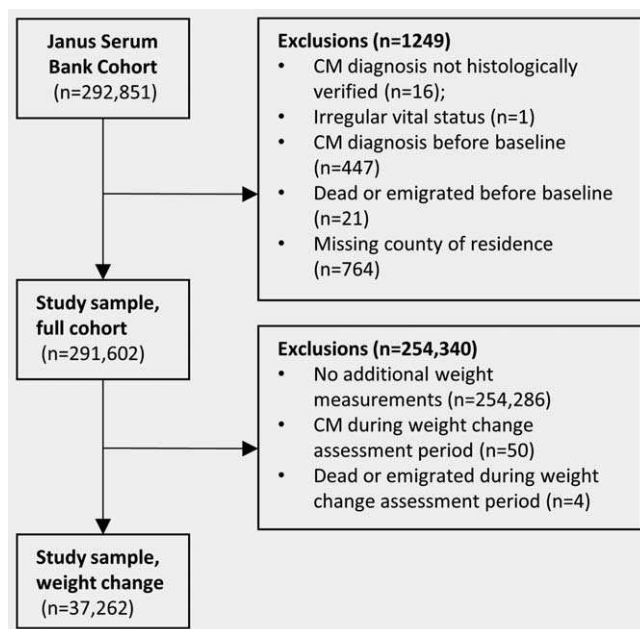 Janus Serum
Bank Cohort
(n=292,851)
Exclusions (n=1249)
• CM diagnosis not histologically
verified (n=16);
• Irregular vital status (n=1)
• CM diagnosis before baseline
(n=447)
• Dead or emigrated before baseline
(n=21)
• Missing county of residence
(n=764)
Study sample,
full cohort
(n=291,602)
Exclusions (n=254,340)
• No additional weight
measurements (n=254,286)
• CM during weight change
assessment period (n=50)
• Dead or emigrated during weight
change assessment period (n=4)
Study sample,
weight change
(n=37,262)